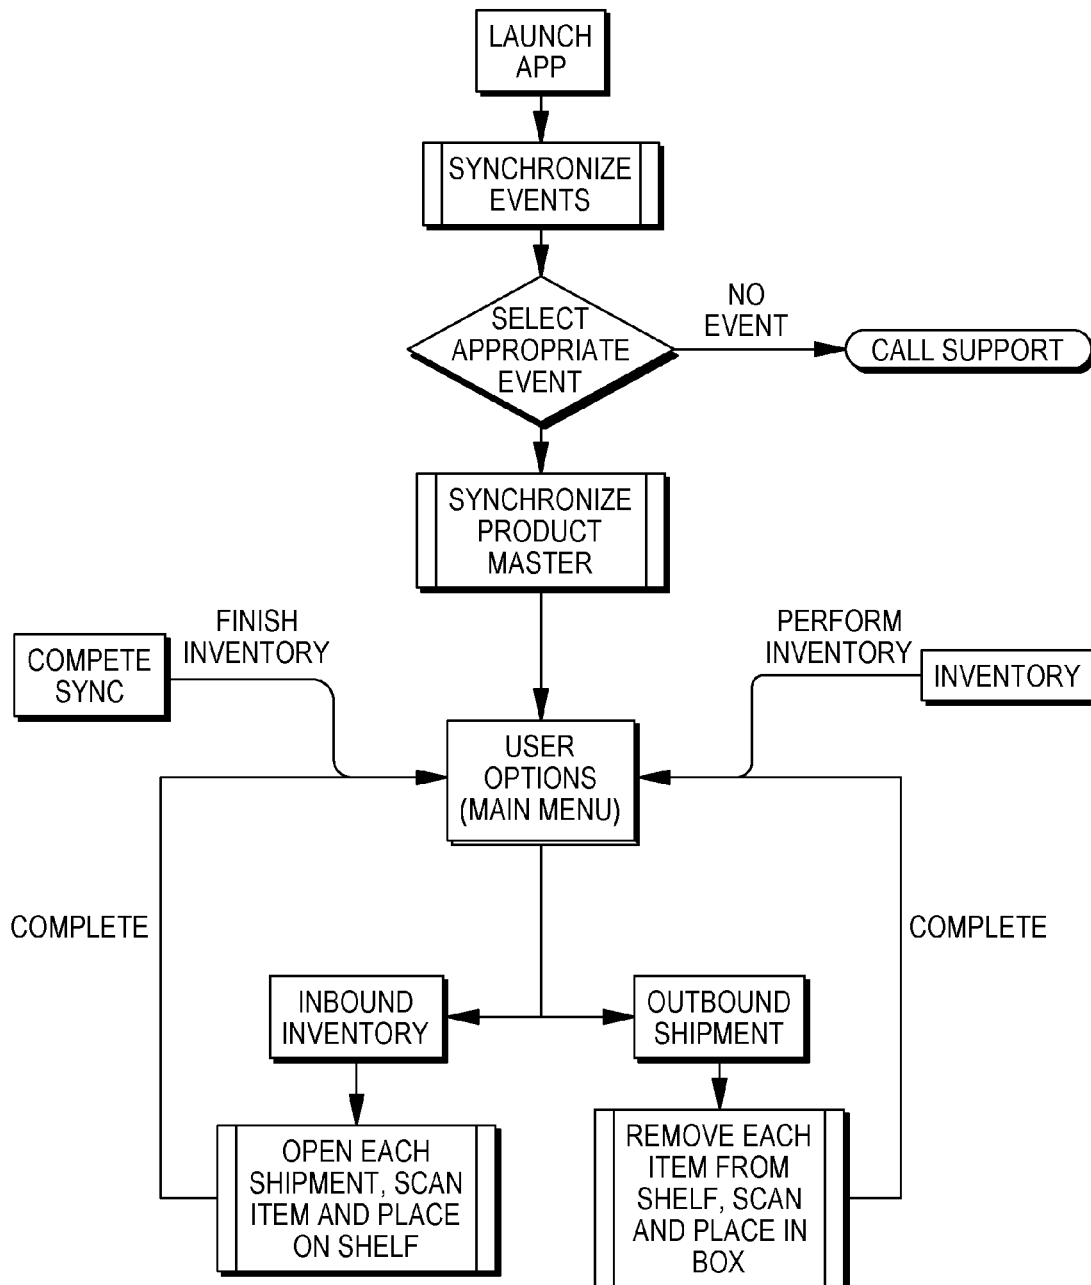 LAUNCH
APP
SYNCHRONIZE
EVENTS
SELECT
APPROPRIATE
EVENT
NO
EVENT
CALL SUPPORT
SYNCHRONIZE
PRODUCT
MASTER
COMPETE
SYNC
FINISH
INVENTORY
PERFORM
INVENTORY
INVENTORY
USER
OPTIONS
(MAIN MENU)
COMPLETE
COMPLETE
INBOUND
INVENTORY
OUTBOUND
SHIPMENT
OPEN EACH
SHIPMENT, SCAN
ITEM AND PLACE
ON SHELF
REMOVE EACH
ITEM FROM
SHELF, SCAN
AND PLACE IN
BOX